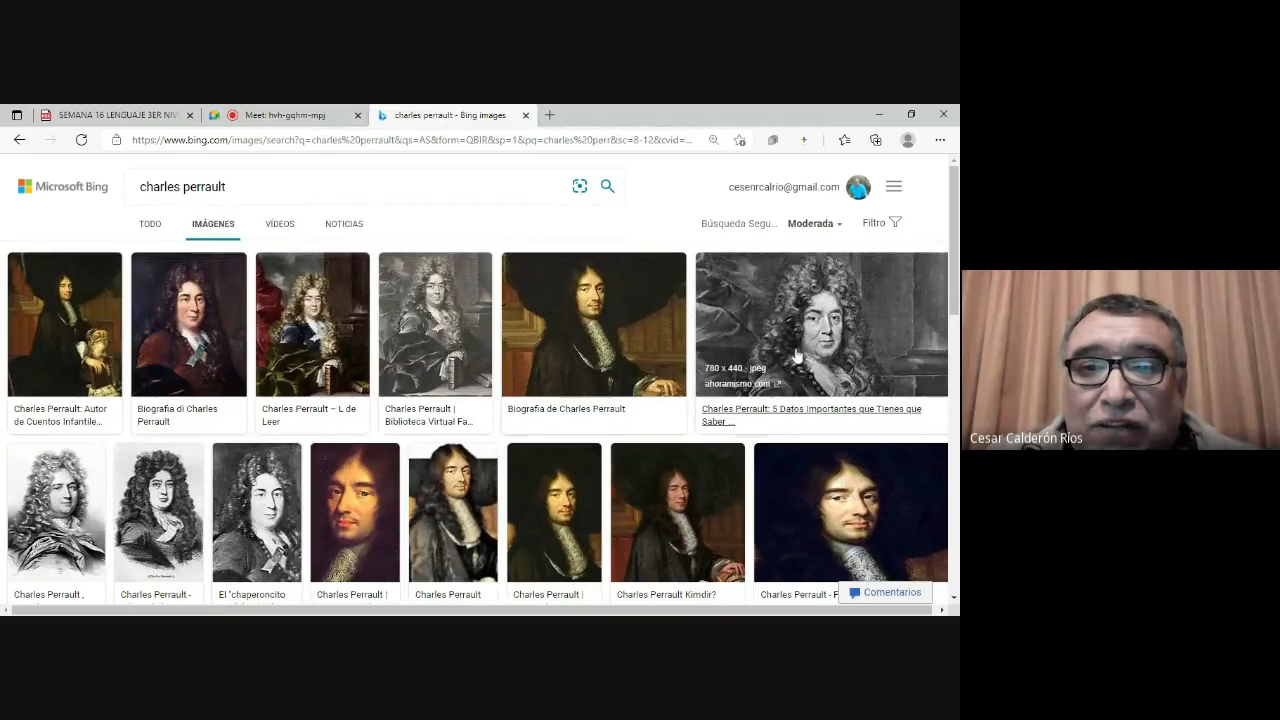 SEMANA 16 LENGUAJE 3ER NIV
Meet: hvh-gqhm-mpj
charles perrault - Bing images
https://www.bing.com/images/search?q=charles%20perrault&qs=AS&form=QBIR&sp=1&pq=charles%20perr&sc=8-12&cvid=...
Microsoft Bing
charles perrault
cesenrcalrio@gmail.com
TODO
IMÁGENES
VÍDEOS
NOTICIAS
Búsqueda Segu...
Moderada
Filtro
780 x 440 · jpeg
ahoramismo.com
Charles Perrault: Autor
de Cuentos Infantile...
Biografia di Charles
Perrault
Charles Perrault – L de
Leer
Charles Perrault |
Biblioteca Virtual Fa...
Biografia de Charles Perrault
Charles Perrault: 5 Datos Importantes que Tienes que
Saber ...
Charles Perrault ,
Charles Perrault -
El "chaperoncito
Charles Perrault |
Charles Perrault
Charles Perrault |
Charles Perrault Kimdir?
Charles Perrault - F
Comentarios
Cesar Calderón Rios